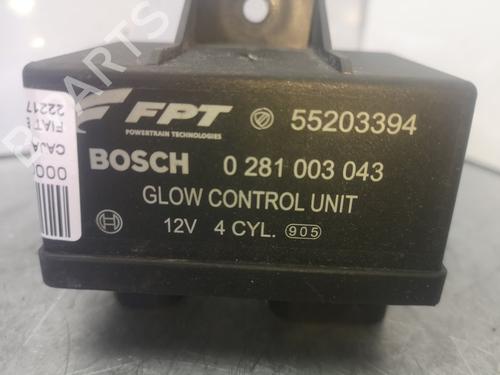 FPT
POWERTRAIN TECHNOLOGIES
55203394
BOSCH 0 281 003 043
GLOW CONTROL UNIT
12V 4 CYL. 905
000
CAJA
FIAT
22217